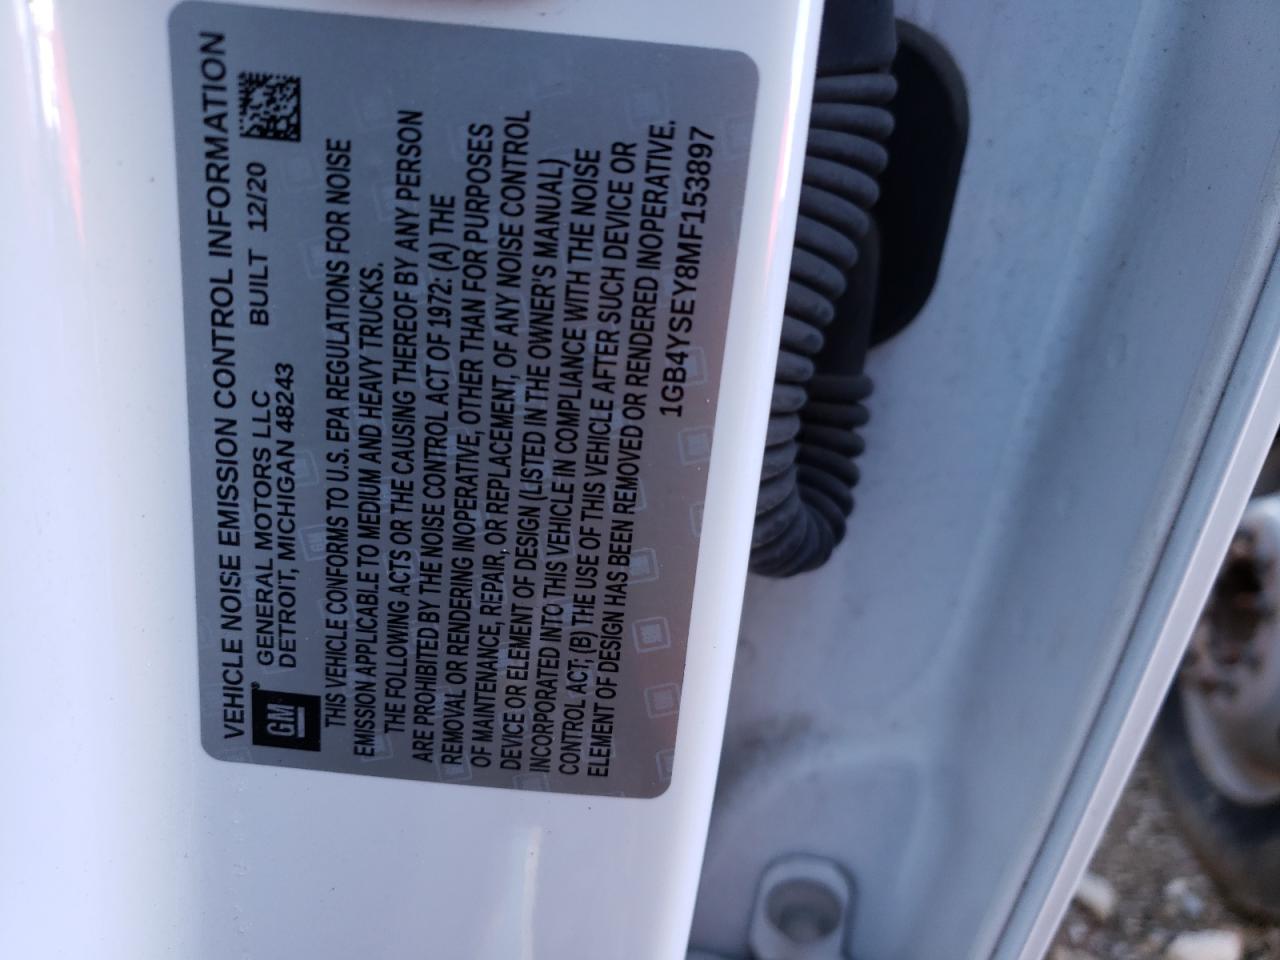 VEHICLE NOISE EMISSION CONTROL INFORMATION
GM
GENERAL MOTORS LLC BUILT 12/20
DETROIT, MICHIGAN 48243
THIS VEHICLE CONFORMS TO U.S. EPA REGULATIONS FOR NOISE
EMISSION APPLICABLE TO MEDIUM AND HEAVY TRUCKS.
THE FOLLOWING ACTS OR THE CAUSING THEREOF BY ANY PERSON
ARE PROHIBITED BY THE NOISE CONTROL ACT OF 1972: (A) THE
REMOVAL OR RENDERING INOPERATIVE, OTHER THAN FOR PURPOSES
OF MAINTENANCE, REPAIR, OR REPLACEMENT, OF ANY NOISE CONTROL
DEVICE OR ELEMENT OF DESIGN (LISTED IN THE OWNER'S MANUAL)
INCORPORATED INTO THIS VEHICLE IN COMPLIANCE WITH THE NOISE
CONTROL ACT; (B) THE USE OF THIS VEHICLE AFTER SUCH DEVICE OR
ELEMENT OF DESIGN HAS BEEN REMOVED OR RENDERED INOPERATIVE.
1GB4YSEY8MF153897